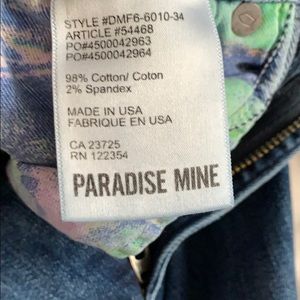 STYLE #DMF6-6010-34
ARTICLE #54468
PO#4500042963
PO#4500042964
98% Cotton/ Coton
2% Spandex
MADE IN USA
FABRIQUE EN USA
CA 23725
RN 122354
PARADISE MINE